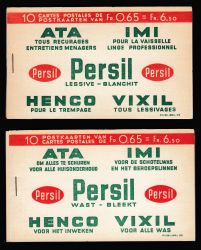 10 CARTES POSTALES DE FR 0.65 = FR 6.50
POSTKAARTEN VAN
ATA IMI
TOUS RECURAGES POUR LA VAISSELLE
ENTRETIENS MENAGERS LINGE PROFESSIONNEL
Persil Persil Persil
LESSIVE - BLANCHIT
HENCO VIXIL
POUR LE TREMPAGE TOUS LESSIVAGES
10 POSTKAARTEN VAN FR 0.65 = FR 6.50
CARTES POSTALES DE
ATA IMI
OM ALLES TE SCHUREN VOOR DE
VOOR ALLE HUISONDERHOUD EN HET BEROEPSLINNEN
Persil Persil Persil
WAST - BLEEKT
HENCO VIXIL
VOOR HET INWEEKEN VOOR ALLE WAS